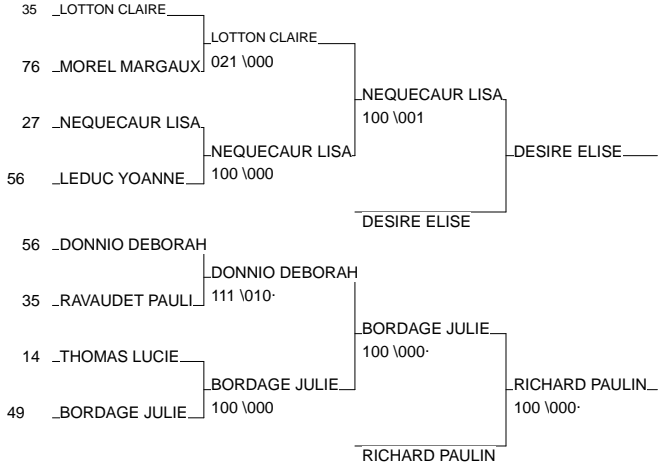 35 LOTTON CLAIRE
LOTTON CLAIRE
76 MOREL MARGAUX
021 \000
NEQUECAUR LISA
27 NEQUECAUR LISA
100 \001
NEQUECAUR LISA
DESIRE ELISE
56 LEDUC YOANNE
100 \000
DESIRE ELISE
56 DONNIO DEBORAH
DONNIO DEBORAH
35 RAVAUDET PAULI
111 \010·
BORDAGE JULIE
14 THOMAS LUCIE
100 \000·
BORDAGE JULIE
RICHARD PAULIN
49 BORDAGE JULIE
100 \000
100 \000·
RICHARD PAULIN